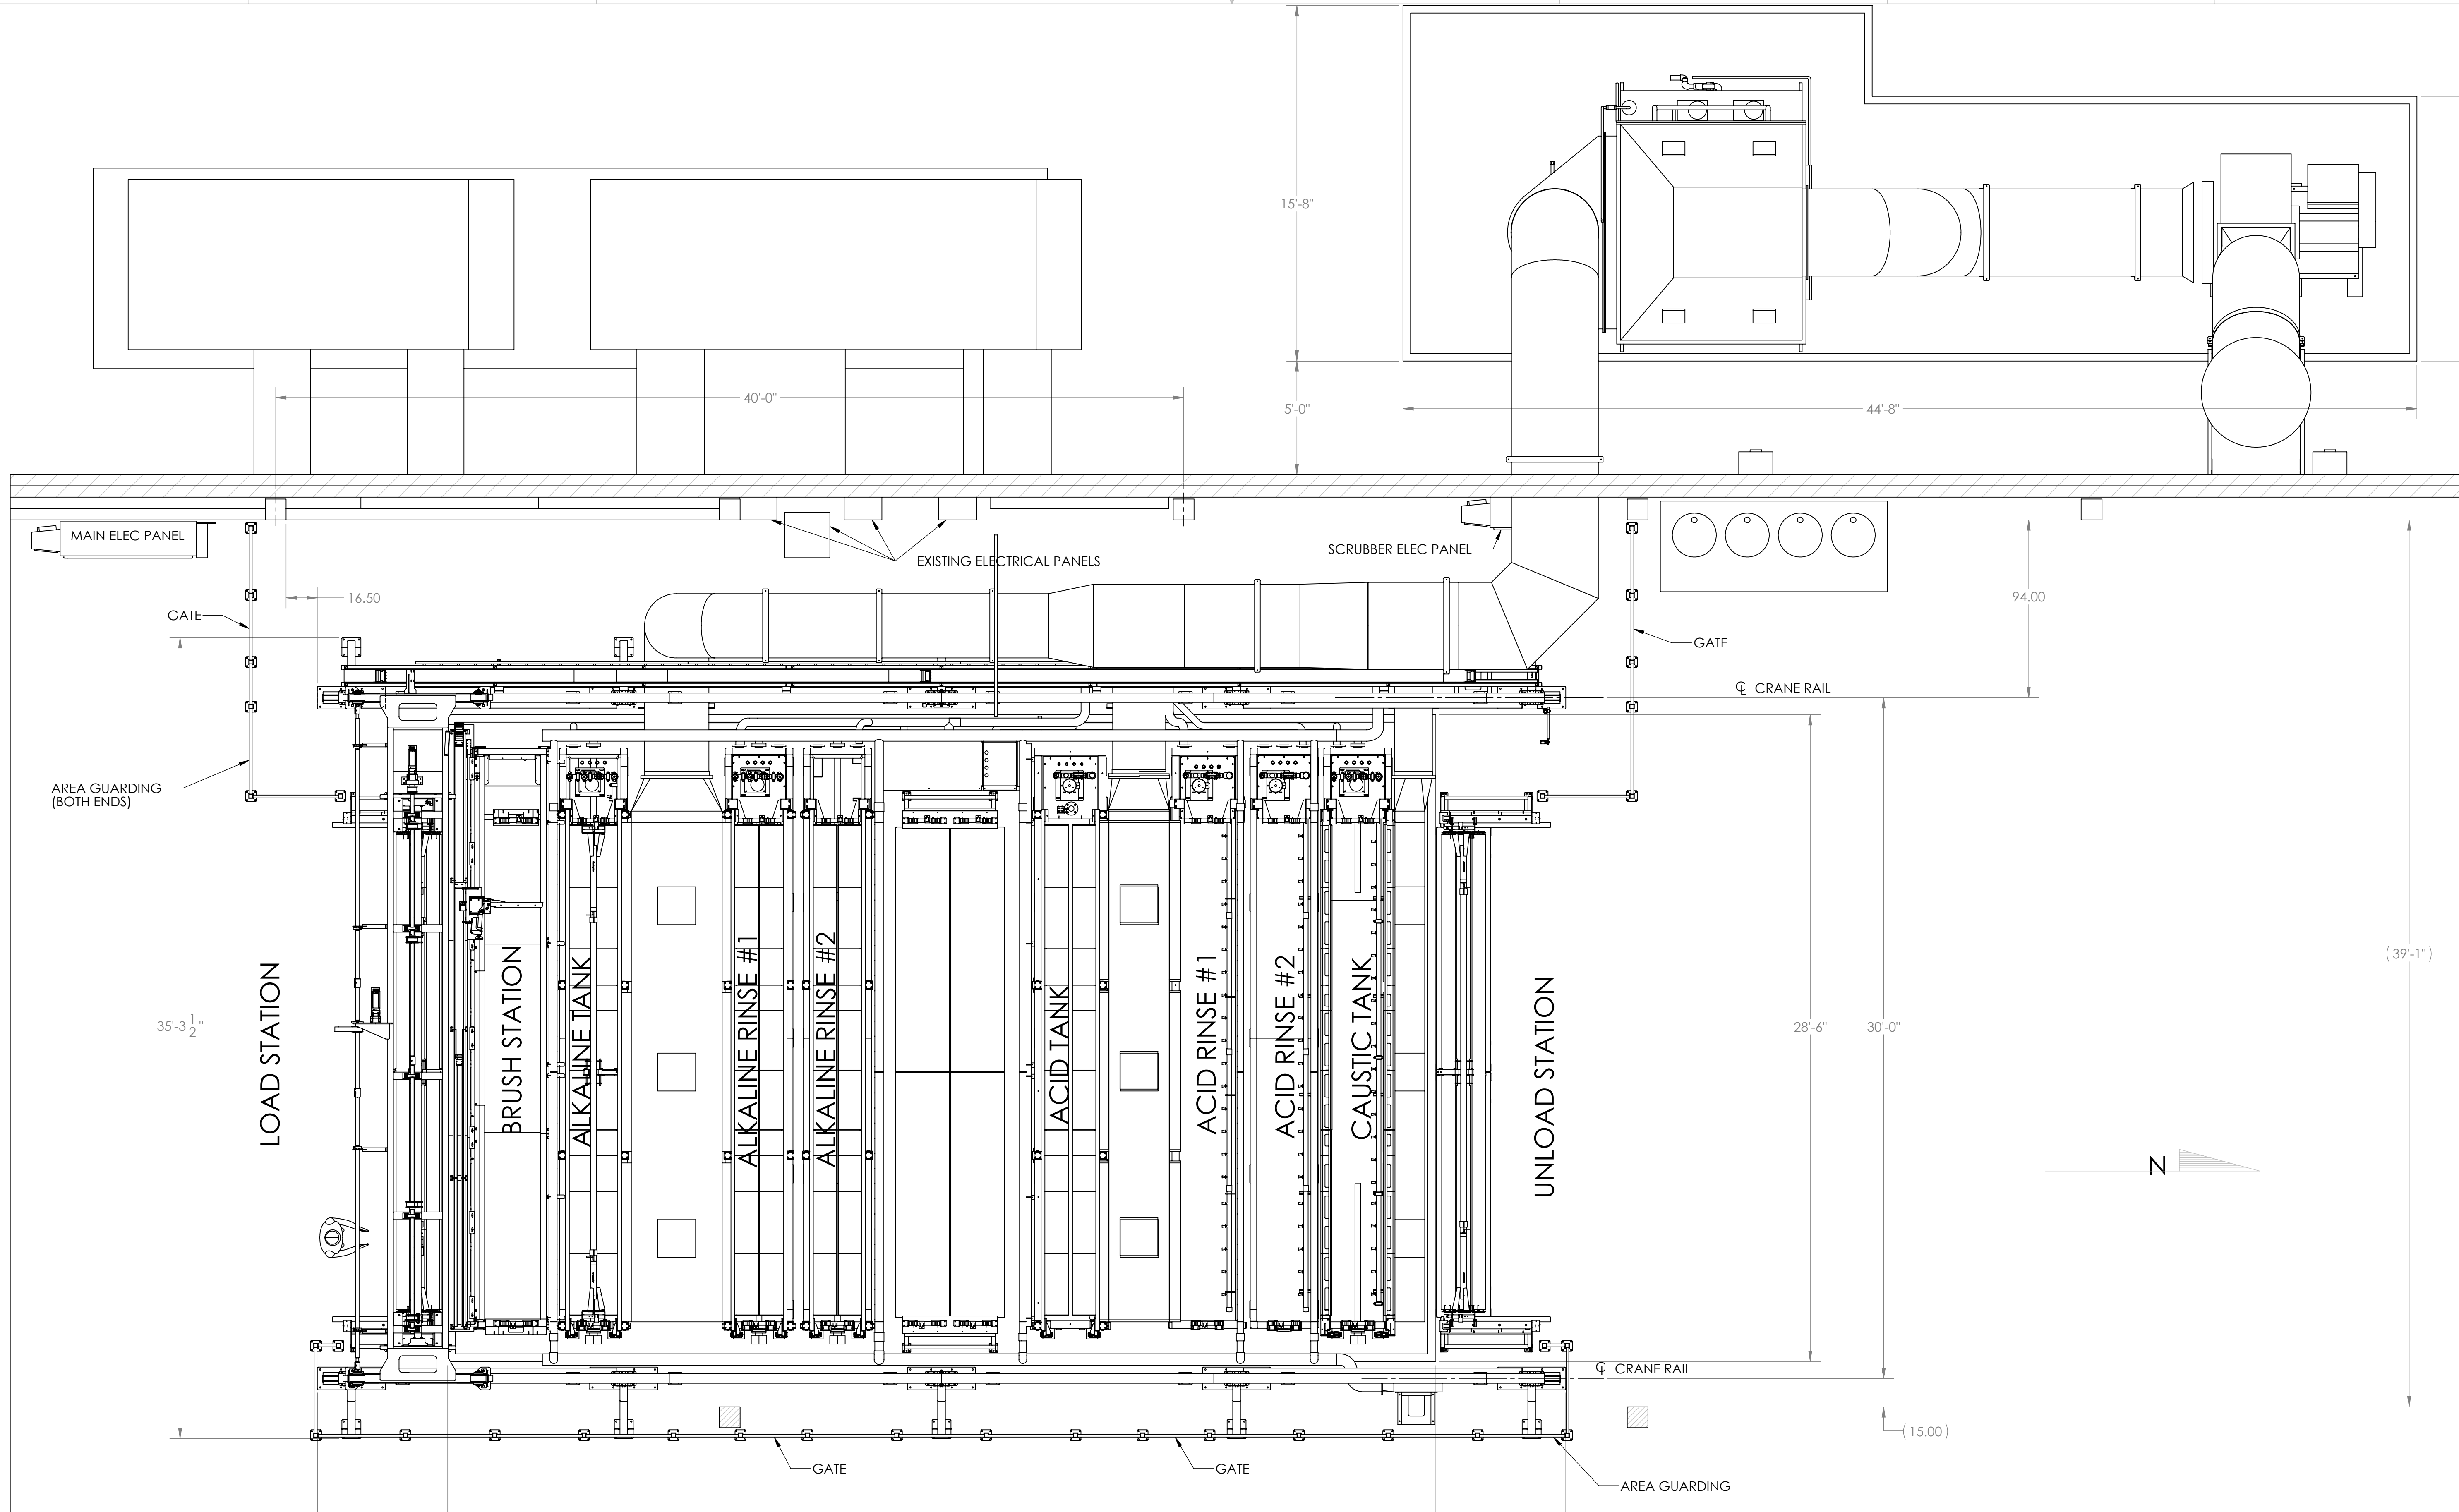 15'-8"
40'-0"
5'-0"
44'-8"
MAIN ELEC PANEL
EXISTING ELECTRICAL PANELS
SCRUBBER ELEC PANEL
16.50
94.00
GATE
GATE
℄ CRANE RAIL
AREA GUARDING
(BOTH ENDS)
LOAD STATION
BRUSH STATION
ALKALINE TANK
ALKALINE RINSE #1
ALKALINE RINSE #2
ACID TANK
ACID RINSE #1
ACID RINSE #2
CAUSTIC TANK
UNLOAD STATION
(39'-1")
35'-3 1/2"
28'-6"
30'-0"
N
℄ CRANE RAIL
(15.00)
GATE
GATE
AREA GUARDING